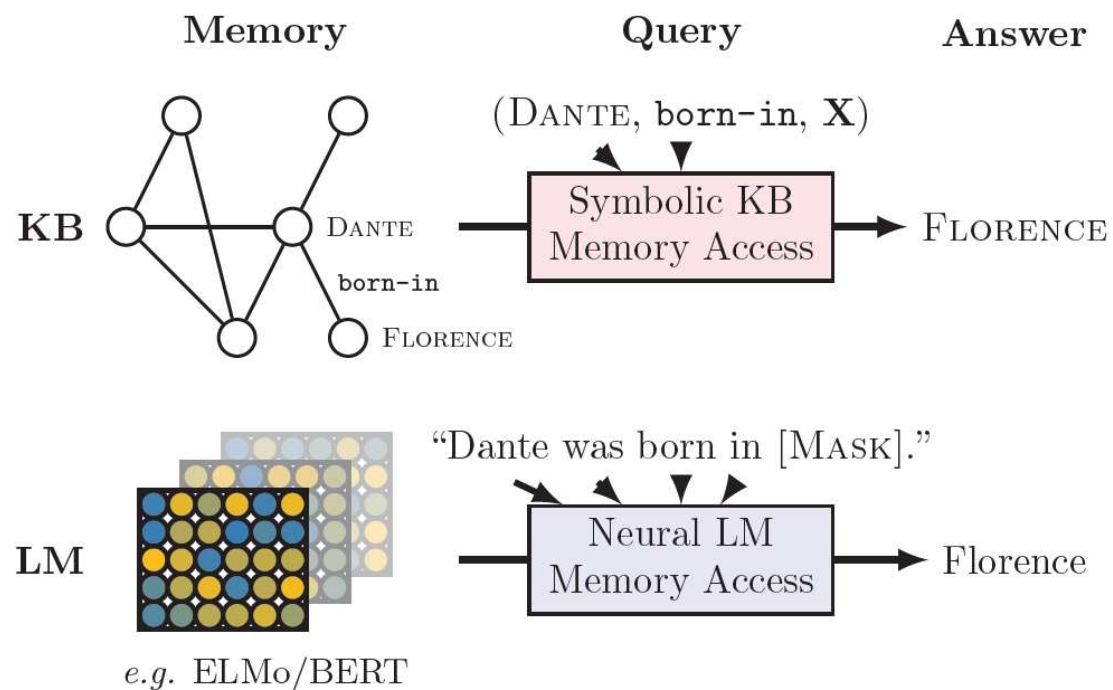 Memory Query Answer
(DANTE, born-in, X)
KB
DANTE
born-in
FLORENCE
Symbolic KB
Memory Access
FLORENCE
“Dante was born in [MASK].”
LM
Neural LM
Memory Access
Florence
e.g. ELMo/BERT